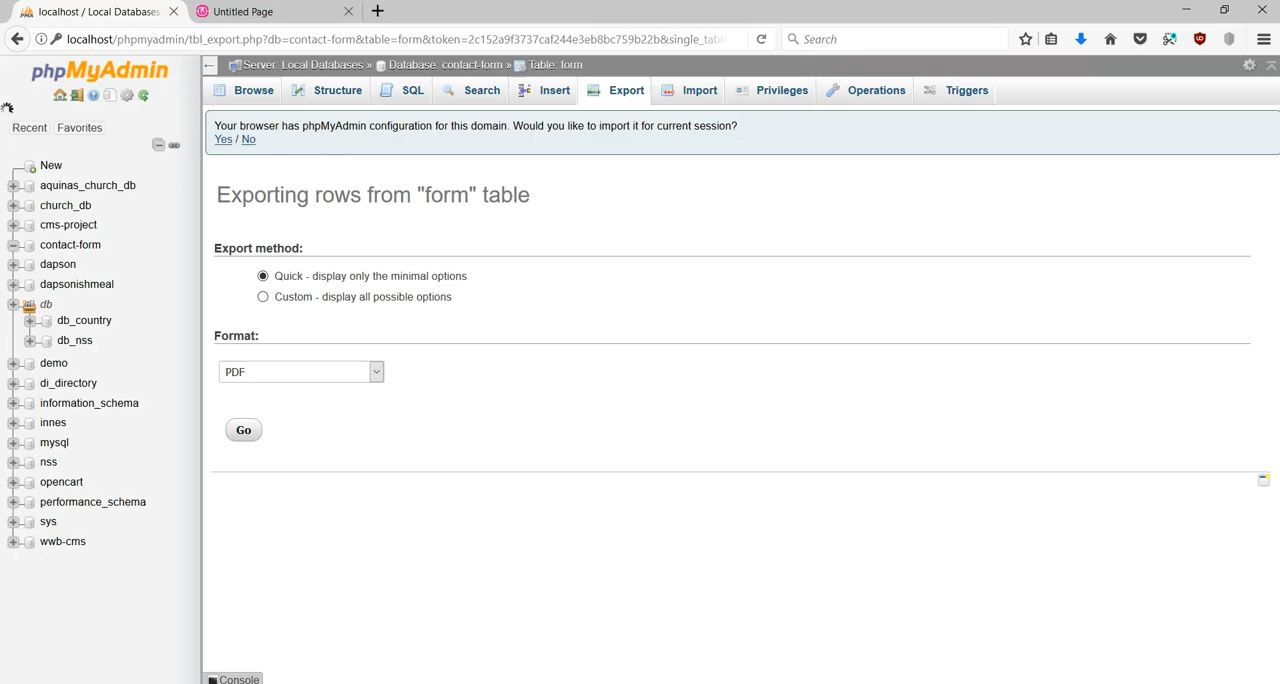 localhost / Local Databases
Untitled Page
localhost/phpmyadmin/tbl_export.php?db=contact-form&table=form&token=2c152a9f3737caf244e3eb8bc759b22b&single_tabl
Search
phpMyAdmin
Recent
Favorites
New
aquinas_church_db
church_db
cms-project
contact-form
dapson
dapsonishmeal
db
db_country
db_nss
demo
di_directory
information_schema
innes
mysql
nss
opencart
performance_schema
sys
wwb-cms
Server: Local Databases » Database: contact-form » Table: form
Browse
Structure
SQL
Search
Insert
Export
Import
Privileges
Operations
Triggers
Your browser has phpMyAdmin configuration for this domain. Would you like to import it for current session?
Yes / No
Exporting rows from "form" table
Export method:
Quick - display only the minimal options
Custom - display all possible options
Format:
PDF
Go
Console